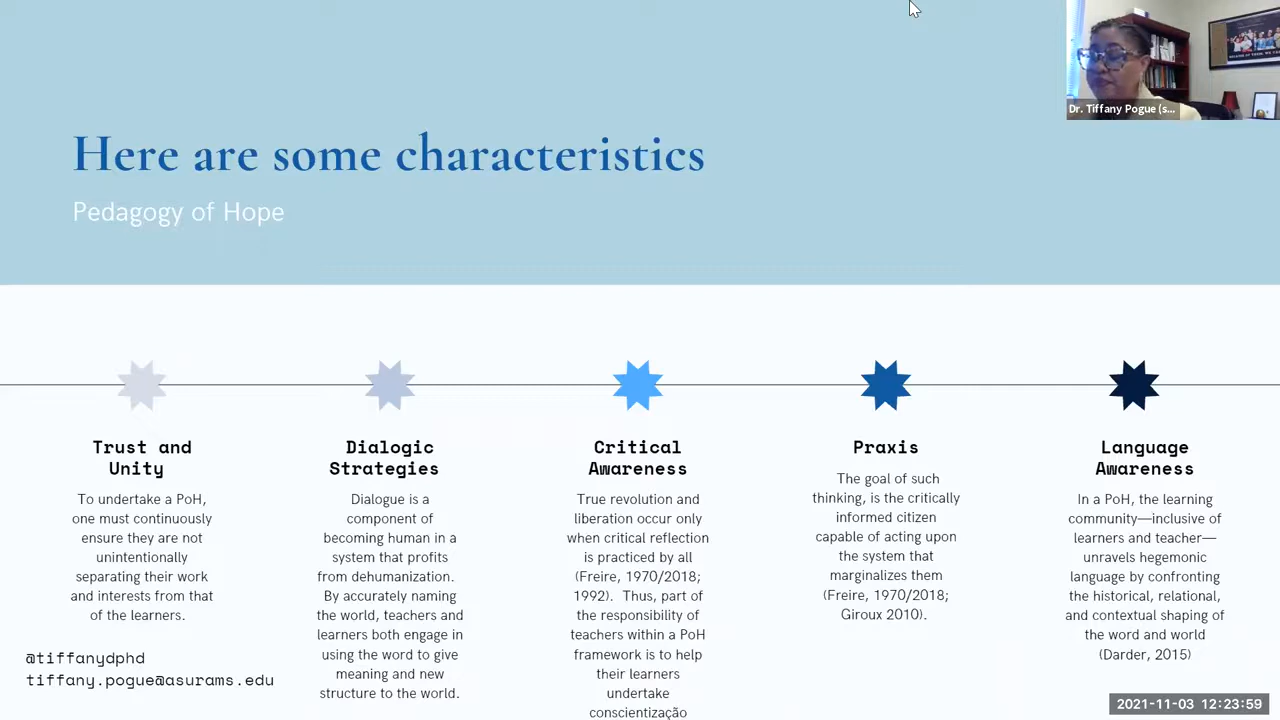 Dr. Tiffany Pogue (s...
Here are some characteristics
Pedagogy of Hope
Trust and
Unity
To undertake a PoH,
one must continuously
ensure they are not
unintentionally
separating their work
and interests from that
of the learners.
Dialogic
Strategies
Dialogue is a
component of
becoming human in a
system that profits
from dehumanization.
By accurately naming
the world, teachers and
learners both engage in
using the word to give
meaning and new
structure to the world.
Critical
Awareness
True revolution and
liberation occur only
when critical reflection
is practiced by all
(Freire, 1970/2018;
1992). Thus, part of
the responsibility of
teachers within a PoH
framework is to help
their learners
undertake
conscientização
Praxis
The goal of such
thinking, is the critically
informed citizen
capable of acting upon
the system that
marginalizes them
(Freire, 1970/2018;
Giroux 2010).
Language
Awareness
In a PoH, the learning
community—inclusive of
learners and teacher—
unravels hegemonic
language by confronting
the historical, relational,
and contextual shaping of
the word and world
(Darder, 2015)
@tiffanydphd
tiffany.pogue@asurams.edu
2021-11-03 12:23:59